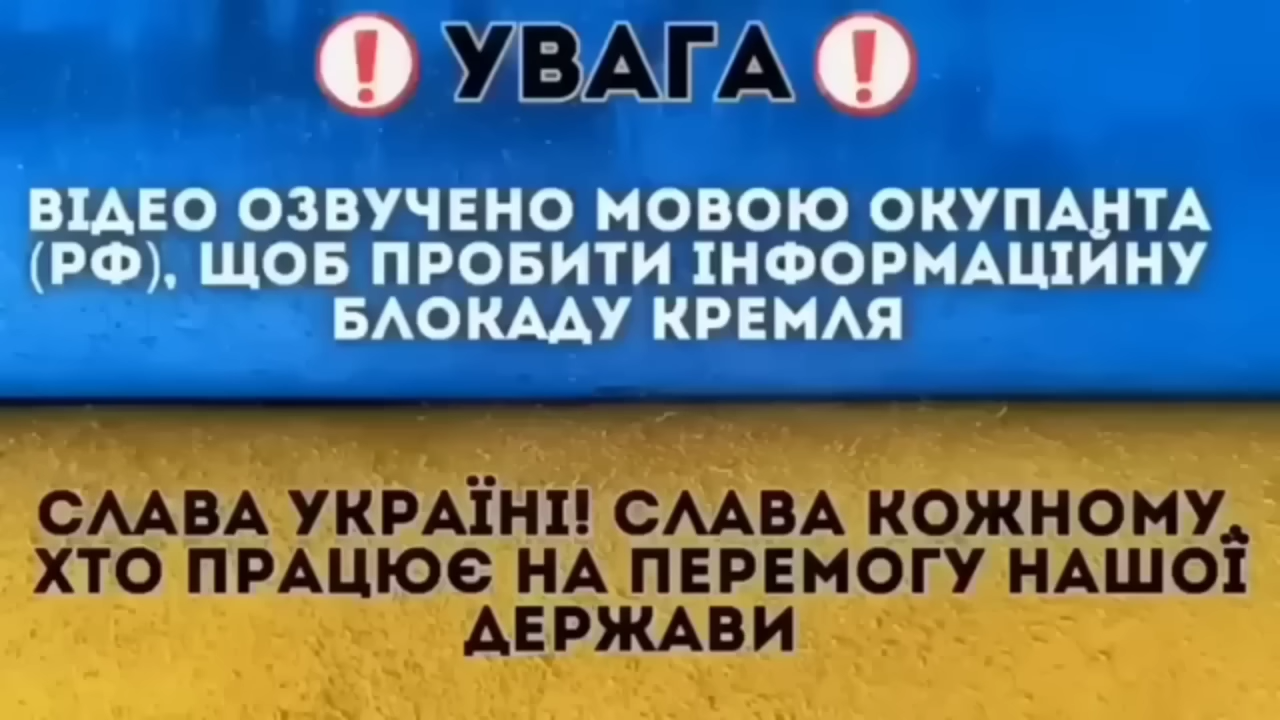 УВАГА
ВІДЕО ОЗВУЧЕНО МОВОЮ ОКУПАНТА
(РФ), ЩОБ ПРОБИТИ ІНФОРМАЦІЙНУ
БЛОКАДУ КРЕМЛЯ
СЛАВА УКРАЇНІ! СЛАВА КОЖНОМУ,
ХТО ПРАЦЮЄ НА ПЕРЕМОГУ НАШОЇ
ДЕРЖАВИ